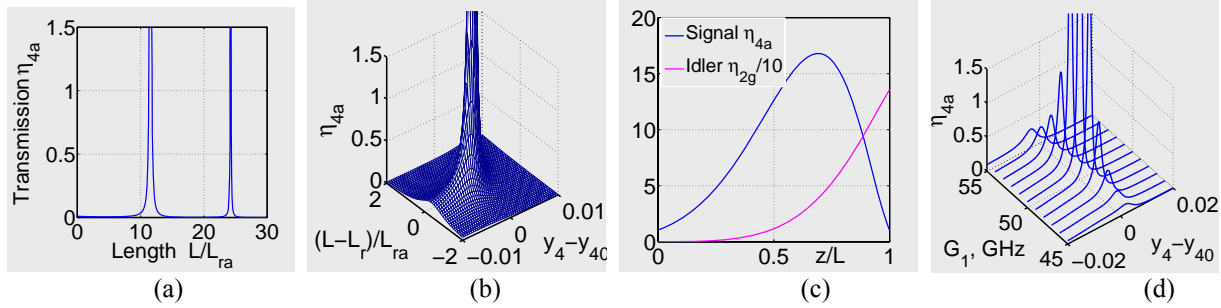 1.5
1
0.5
0
0
10
20
30
Transmission η4a
Length L/Lra
(a)
1.5
1
0.5
0
η4a
2
0
−2
(L−Lr)/Lra
−0.01
0
0.01
y4−y40
(b)
20
15
10
5
0
0
0.5
1
z/L
Signal η4a
Idler η2g/10
(c)
1.5
1
0.5
0
η4a
55
50
45
G1, GHz
−0.02
0
0.02
y4−y40
(d)